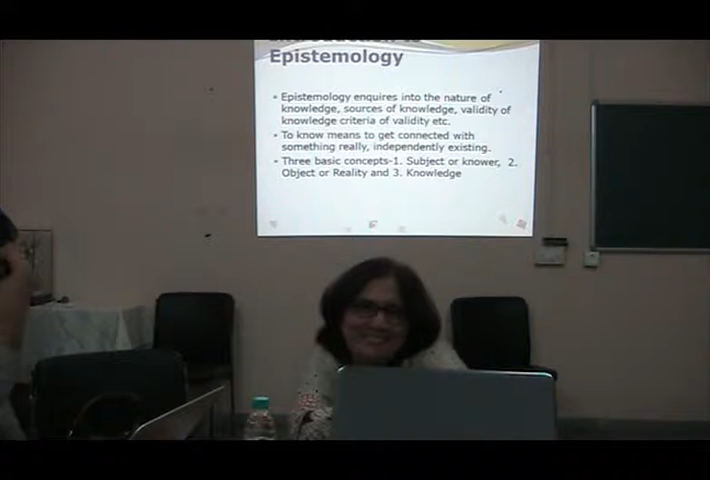 Introduction to
Epistemology
• Epistemology enquires into the nature of
knowledge, sources of knowledge, validity of
knowledge criteria of validity etc.
• To know means to get connected with
something really, independently existing.
• Three basic concepts-1. Subject or knower, 2.
Object or Reality and 3. Knowledge